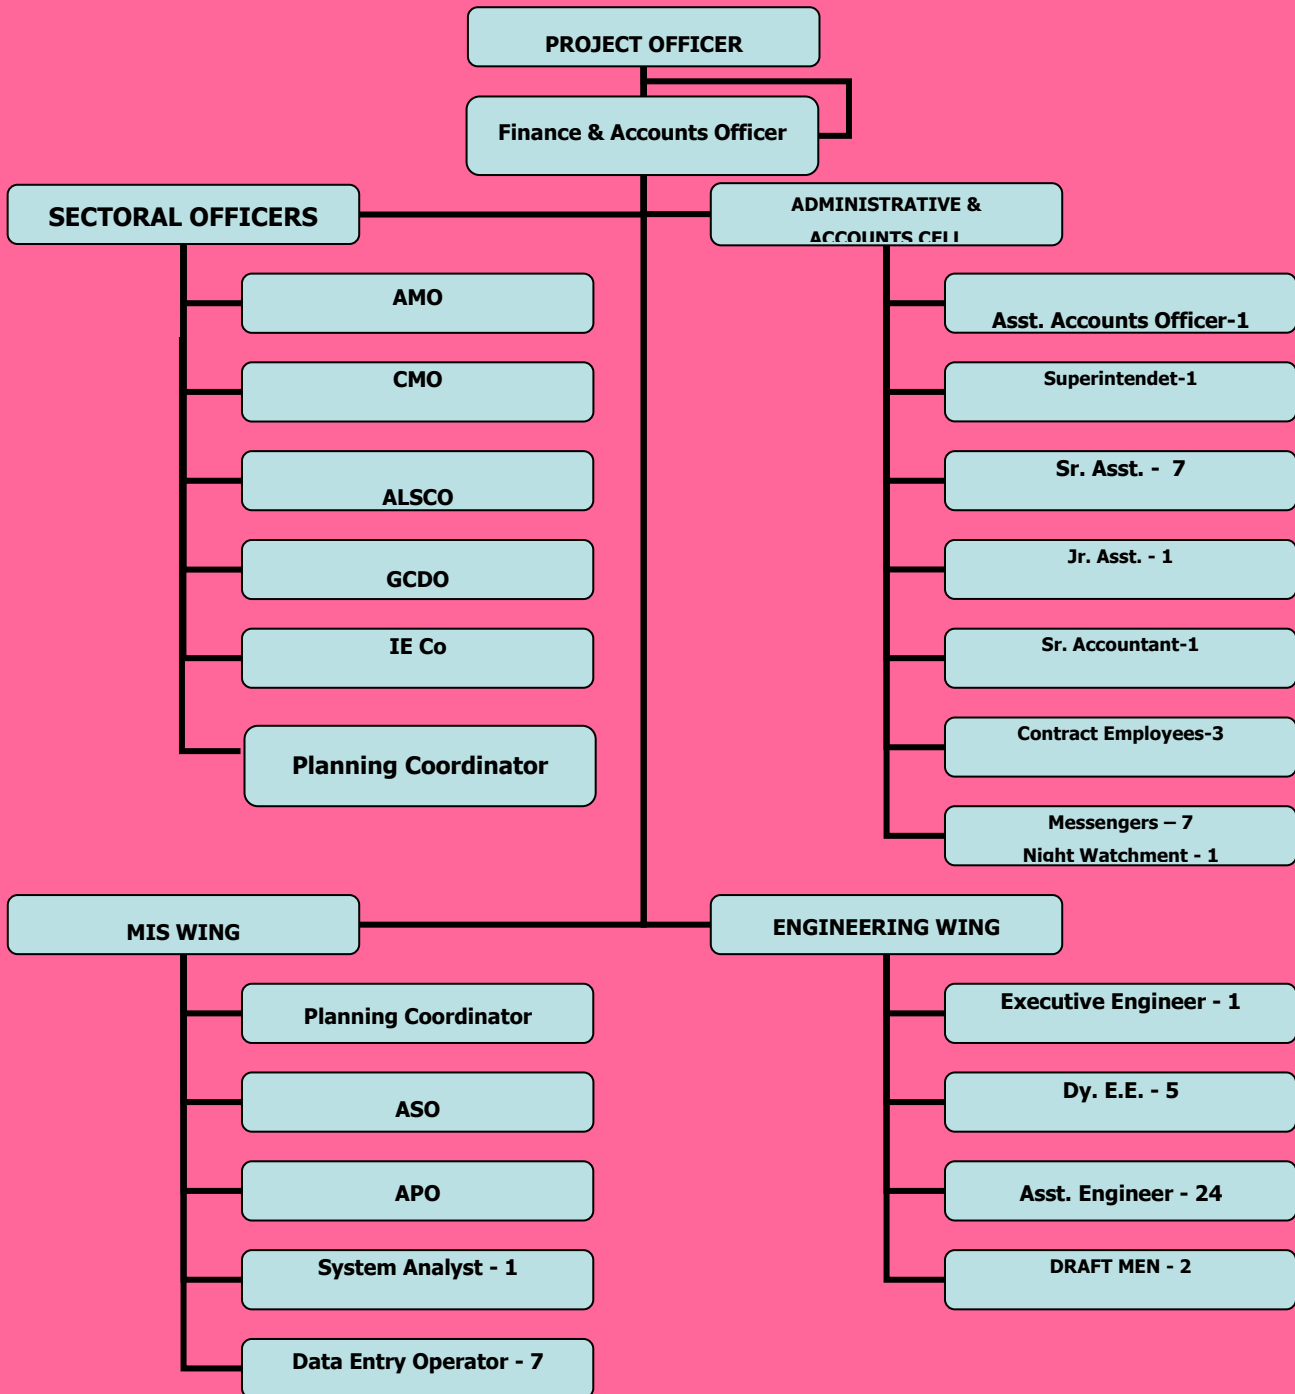 PROJECT OFFICER
Finance & Accounts Officer
SECTORAL OFFICERS
AMO
CMO
ALSCO
GCDO
IE Co
Planning Coordinator
ADMINISTRATIVE &
ACCOUNTS CELL
Asst. Accounts Officer-1
Superintendet-1
Sr. Asst. - 7
Jr. Asst. - 1
Sr. Accountant-1
Contract Employees-3
Messengers – 7
Night Watchment - 1
MIS WING
Planning Coordinator
ASO
APO
System Analyst - 1
Data Entry Operator - 7
ENGINEERING WING
Executive Engineer - 1
Dy. E.E. - 5
Asst. Engineer - 24
DRAFT MEN - 2